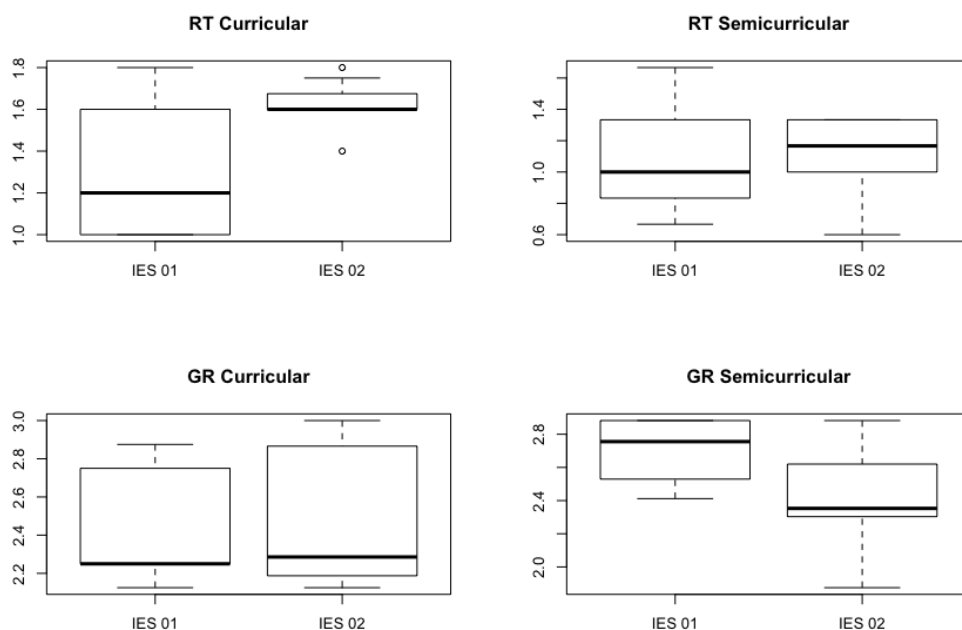 RT Curricular
1.8
1.6
1.4
1.2
1.0
IES 01 IES 02
RT Semicurricular
1.4
1.0
0.6
IES 01 IES 02
GR Curricular
3.0
2.8
2.6
2.4
2.2
IES 01 IES 02
GR Semicurricular
2.8
2.4
2.0
IES 01 IES 02